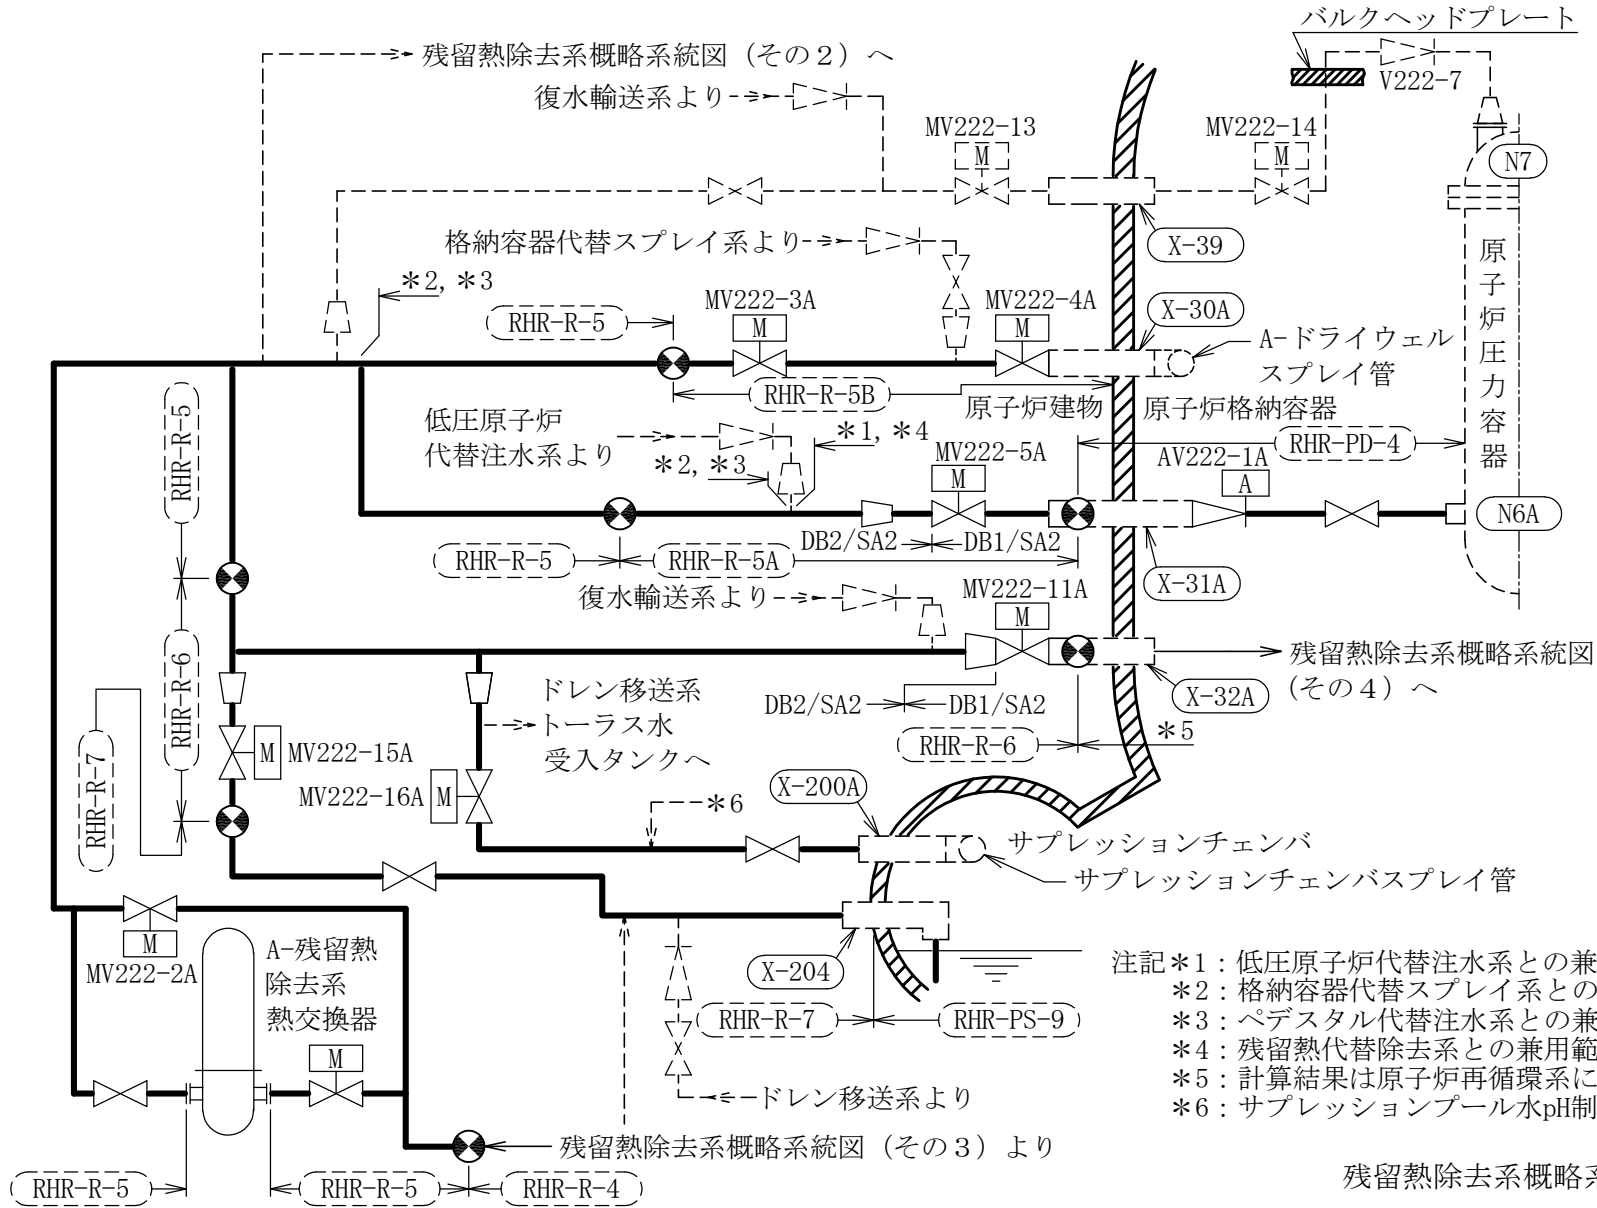 バルクヘッドプレート
残留熱除去系概略系統図（その２）へ
V222-7
復水輸送系より
MV222-13
M
MV222-14
M
N7
格納容器代替スプレイ系より
X-39
＊2, ＊3
RHR-R-5
MV222-3A
M
MV222-4A
M
X-30A
A-ドライウェル
スプレイ管
RHR-R-5B
原子炉建物
原子炉格納容器
原子炉圧力容器
RHR-R-5
低圧原子炉
代替注水系より
＊1, ＊4
＊2, ＊3
MV222-5A
M
RHR-PD-4
AV222-1A
A
N6A
DB2/SA2
DB1/SA2
RHR-R-5
RHR-R-5A
X-31A
復水輸送系より
MV222-11A
M
残留熱除去系概略系統図
（その４）へ
X-32A
DB2/SA2
DB1/SA2
RHR-R-6
＊5
RHR-R-6
RHR-R-7
M
MV222-15A
ドレン移送系
トーラス水
受入タンクへ
MV222-16A
M
＊6
X-200A
サプレッションチェンバ
サプレッションチェンバスプレイ管
M
MV222-2A
A-残留熱
除去系
熱交換器
M
X-204
RHR-R-7
RHR-PS-9
ドレン移送系より
残留熱除去系概略系統図（その３）より
RHR-R-5
RHR-R-5
RHR-R-4
注記＊1：低圧原子炉代替注水系との兼
＊2：格納容器代替スプレイ系との
＊3：ペデスタル代替注水系との兼
＊4：残留熱代替除去系との兼用範
＊5：計算結果は原子炉再循環系に
＊6：サプレッションプール水pH制
残留熱除去系概略系